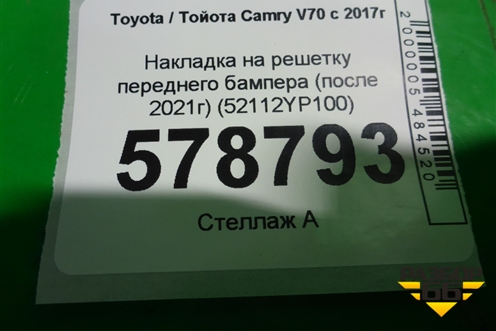 Toyota / Тойота Camry V70 с 2017г
Накладка на решетку
переднего бампера (после
2021г) (52112YP100)
578793
Стеллаж А
2000005484520